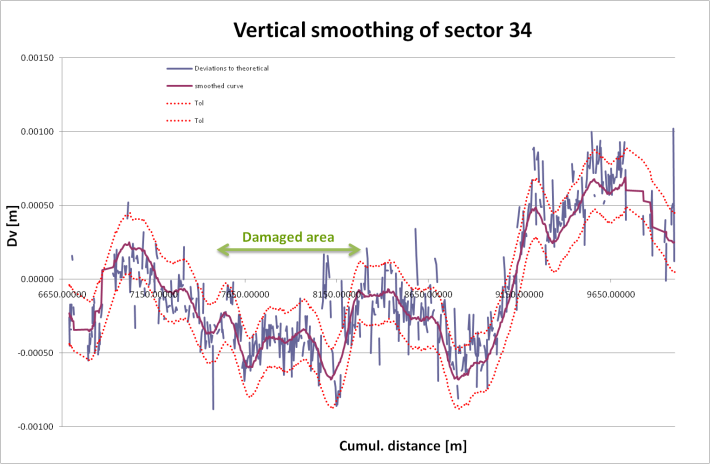 Vertical smoothing of sector 34
0.00150
Deviations to theoretical
smoothed curve
Tol
Tol
0.00100
0.00050
Damaged area
0.00000
6650.00000 7150.00000 7650.00000 8150.00000 8650.00000 9150.00000 9650.00000
-0.00050
-0.00100
Dv [m]
Cumul. distance [m]